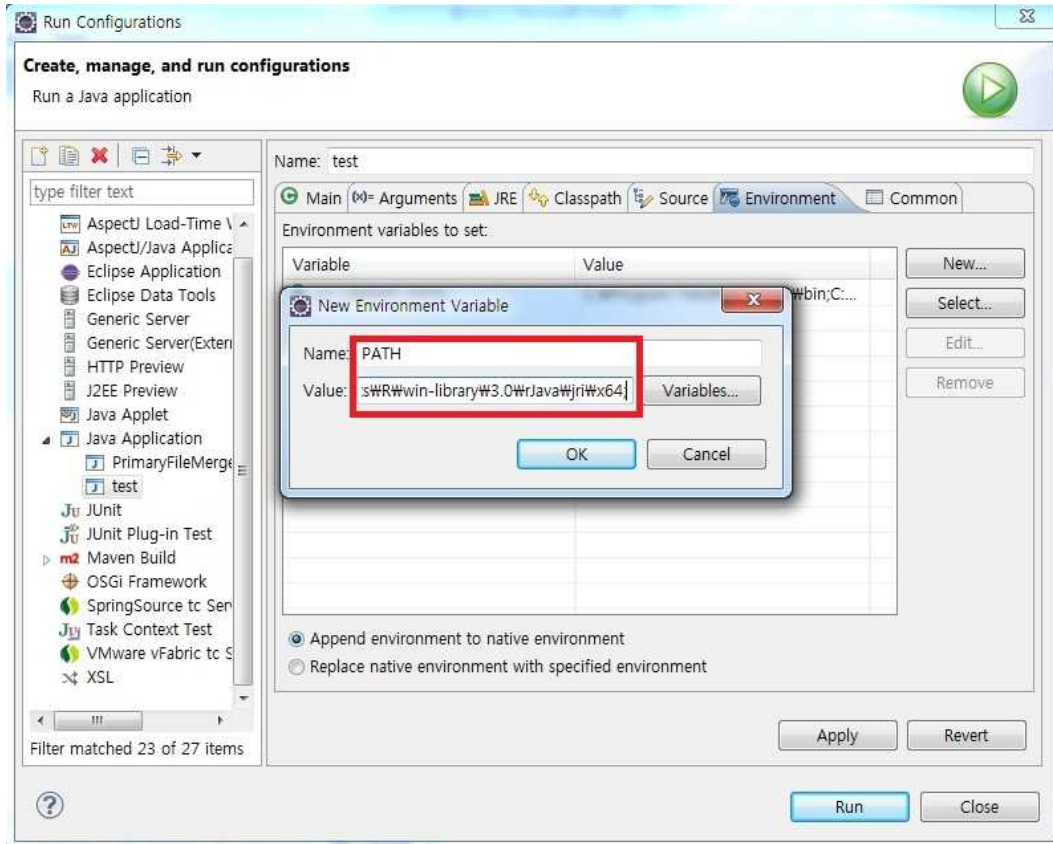 Run Configurations
Create, manage, and run configurations
Run a Java application
type filter text
AspectJ Load-Time
AspectJ/Java Applica
Eclipse Application
Eclipse Data Tools
Generic Server
Generic Server(Extern
HTTP Preview
J2EE Preview
Java Applet
Java Application
PrimaryFileMerge
test
JUnit
JUnit Plug-in Test
Maven Build
OSGi Framework
SpringSource tc Ser
Task Context Test
VMware vFabric tc S
XSL
Filter matched 23 of 27 items
Name: test
Main Arguments JRE Classpath Source Environment Common
Environment variables to set:
Variable Value
₩bin;C:...
New...
Select...
Edit...
Remove
New Environment Variable
Name: PATH
Value: :s₩R₩win-library₩3.0₩rJava₩jri₩x64; Variables...
OK Cancel
Append environment to native environment
Replace native environment with specified environment
Apply Revert
Run Close